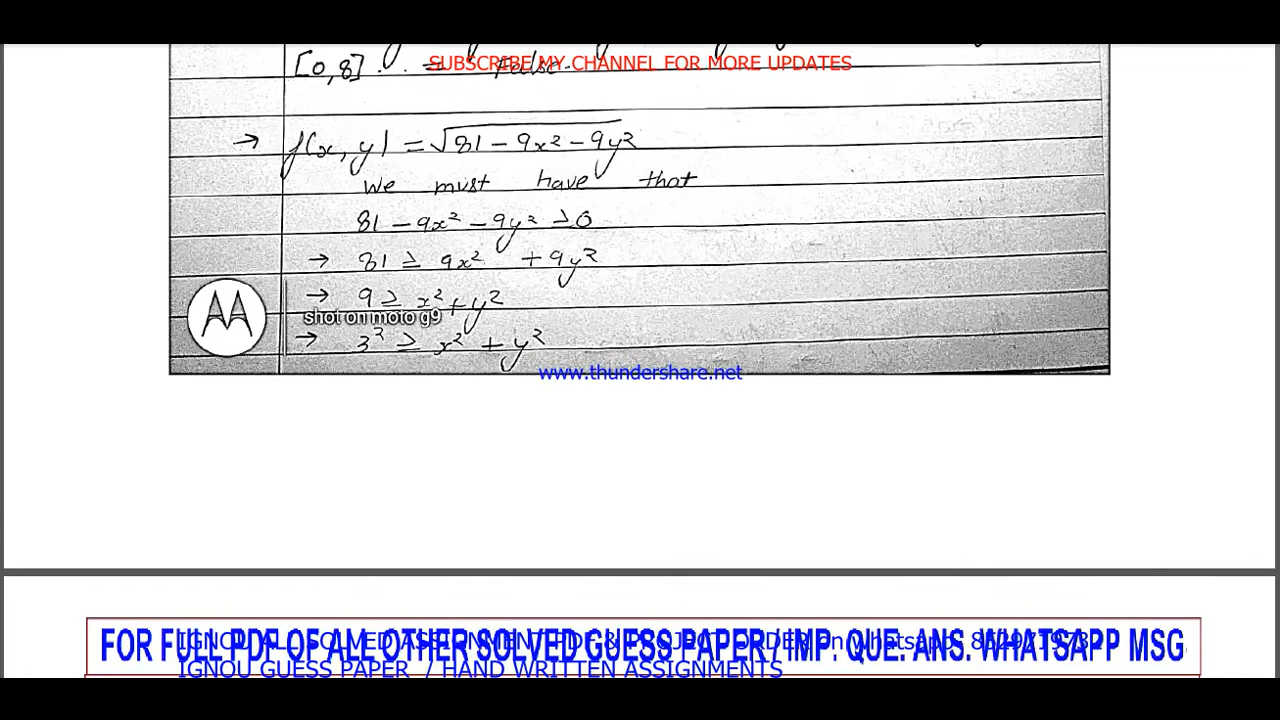 [0,8]. = False.
SUBSCRIBE MY CHANNEL FOR MORE UPDATES
→ f(x, y) = √81 - 9x² - 9y²
We must have that
81 - 9x² - 9y² ≥ 0
→ 81 ≥ 9x² + 9y²
→ 9 ≥ x² + y²
shot on moto g9
→ 3² ≥ x² + y²
www.thundershare.net
FOR FULL PDF OF ALL OTHER SOLVED GUESS PAPER / IMP. QUE. ANS. WHATSAPP MSG
IGNOU GUESS PAPER / HAND WRITTEN ASSIGNMENTS